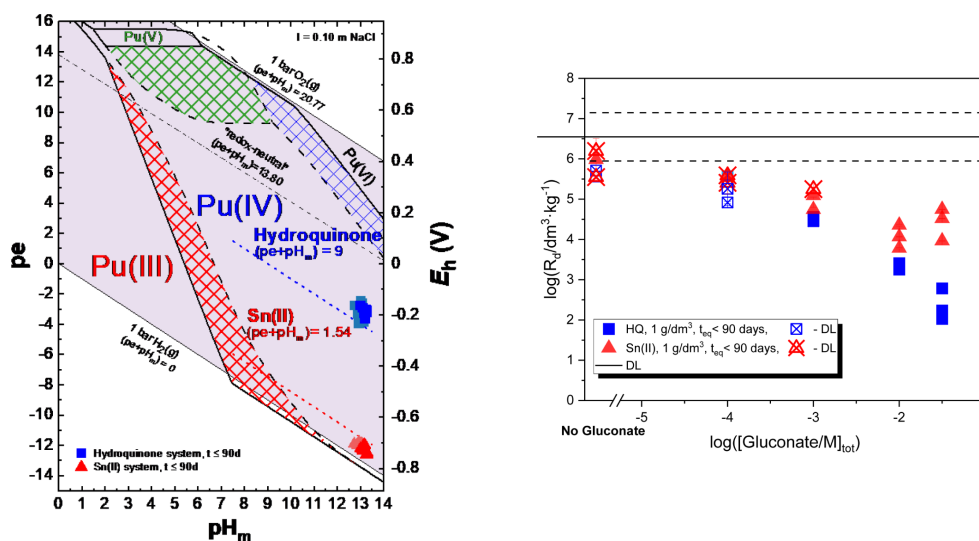 16
14
12
10
8
6
4
2
0
-2
-4
-6
-8
-10
-12
-14
pe
0 1 2 3 4 5 6 7 8 9 10 11 12 13 14
pHm
0.8
0.6
0.4
0.2
0
-0.2
-0.4
-0.6
-0.8
Eh (V)
I = 0.10 m NaCl
Pu(V)
1 bar O2(g)
(pe+pHm) = 20.77
"redox-neutral"
(pe+pHm)=13.80
Pu(VI)
Pu(IV)
Hydroquinone
(pe+pHm) = 9
Pu(III)
Sn(II)
(pe+pHm) = 1.54
1 bar H2(g)
(pe+pHm) = 0
Hydroquinone system, t ≤ 90d
Sn(II) system, t ≤ 90d
log(Rd/dm3·kg-1)
8
7
6
5
4
3
2
1
0
HQ, 1 g/dm3, teq< 90 days, - DL
Sn(II), 1 g/dm3, teq< 90 days, - DL
DL
-5 -4 -3 -2
No Gluconate
log([Gluconate/M]tot)